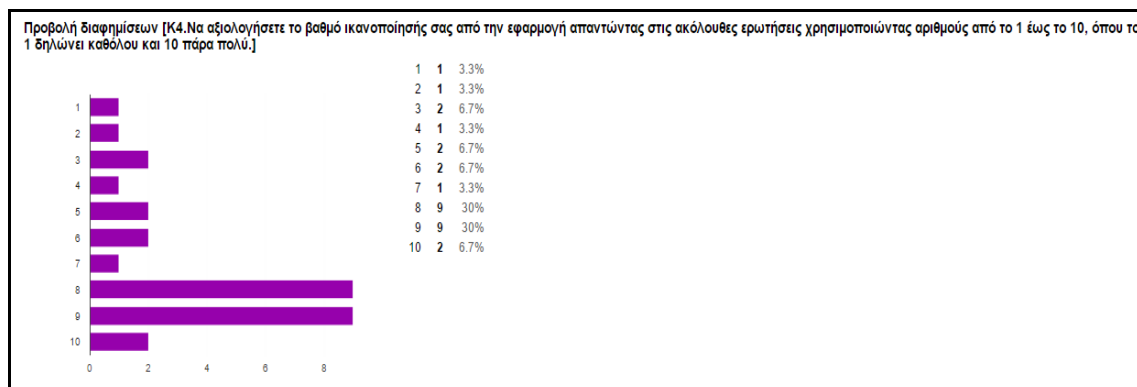 Προβολή διαφημίσεων [Κ4.Να αξιολογήσετε το βαθμό ικανοποίησής σας από την εφαρμογή απαντώντας στις ακόλουθες ερωτήσεις χρησιμοποιώντας αριθμούς από το 1 έως το 10, όπου το
1 δηλώνει καθόλου και 10 πάρα πολύ.]
1 1 3.3%
2 1 3.3%
3 2 6.7%
4 1 3.3%
5 2 6.7%
6 2 6.7%
7 1 3.3%
8 9 30%
9 9 30%
10 2 6.7%
1
2
3
4
5
6
7
8
9
10
0 2 4 6 8